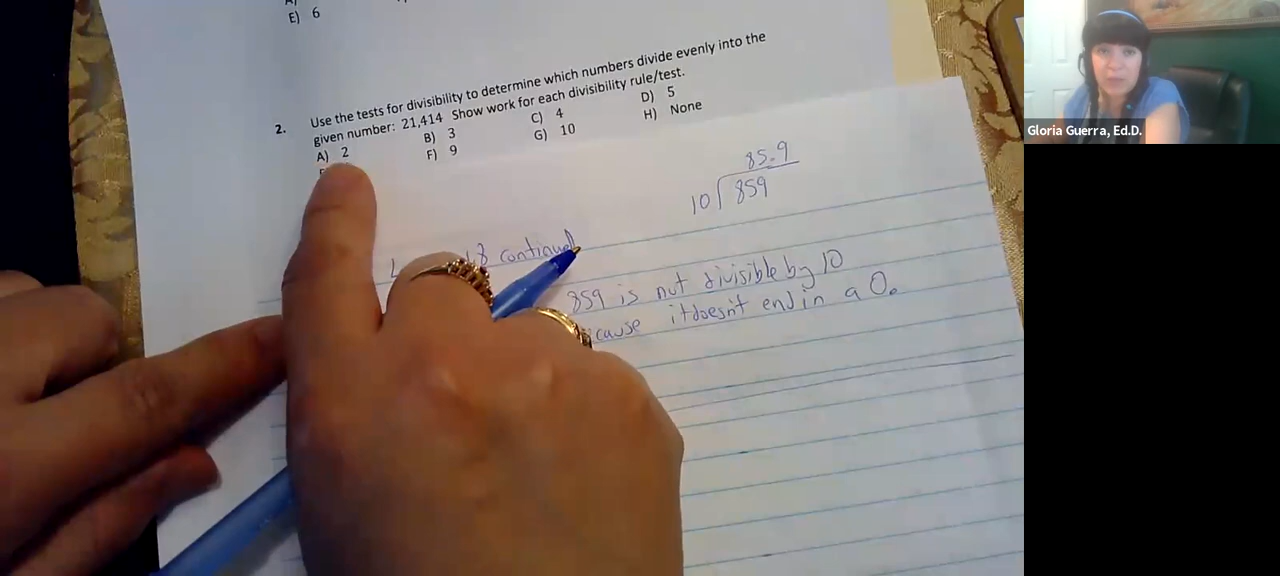 E) 6
2. Use the tests for divisibility to determine which numbers divide evenly into the
given number: 21,414 Show work for each divisibility rule/test.
A) 2 B) 3 C) 4 D) 5
F) 9 G) 10 H) None
85.9
10 859
continued
859 is not divisible by 10
cause it doesn't end in a 0.
Gloria Guerra, Ed.D.